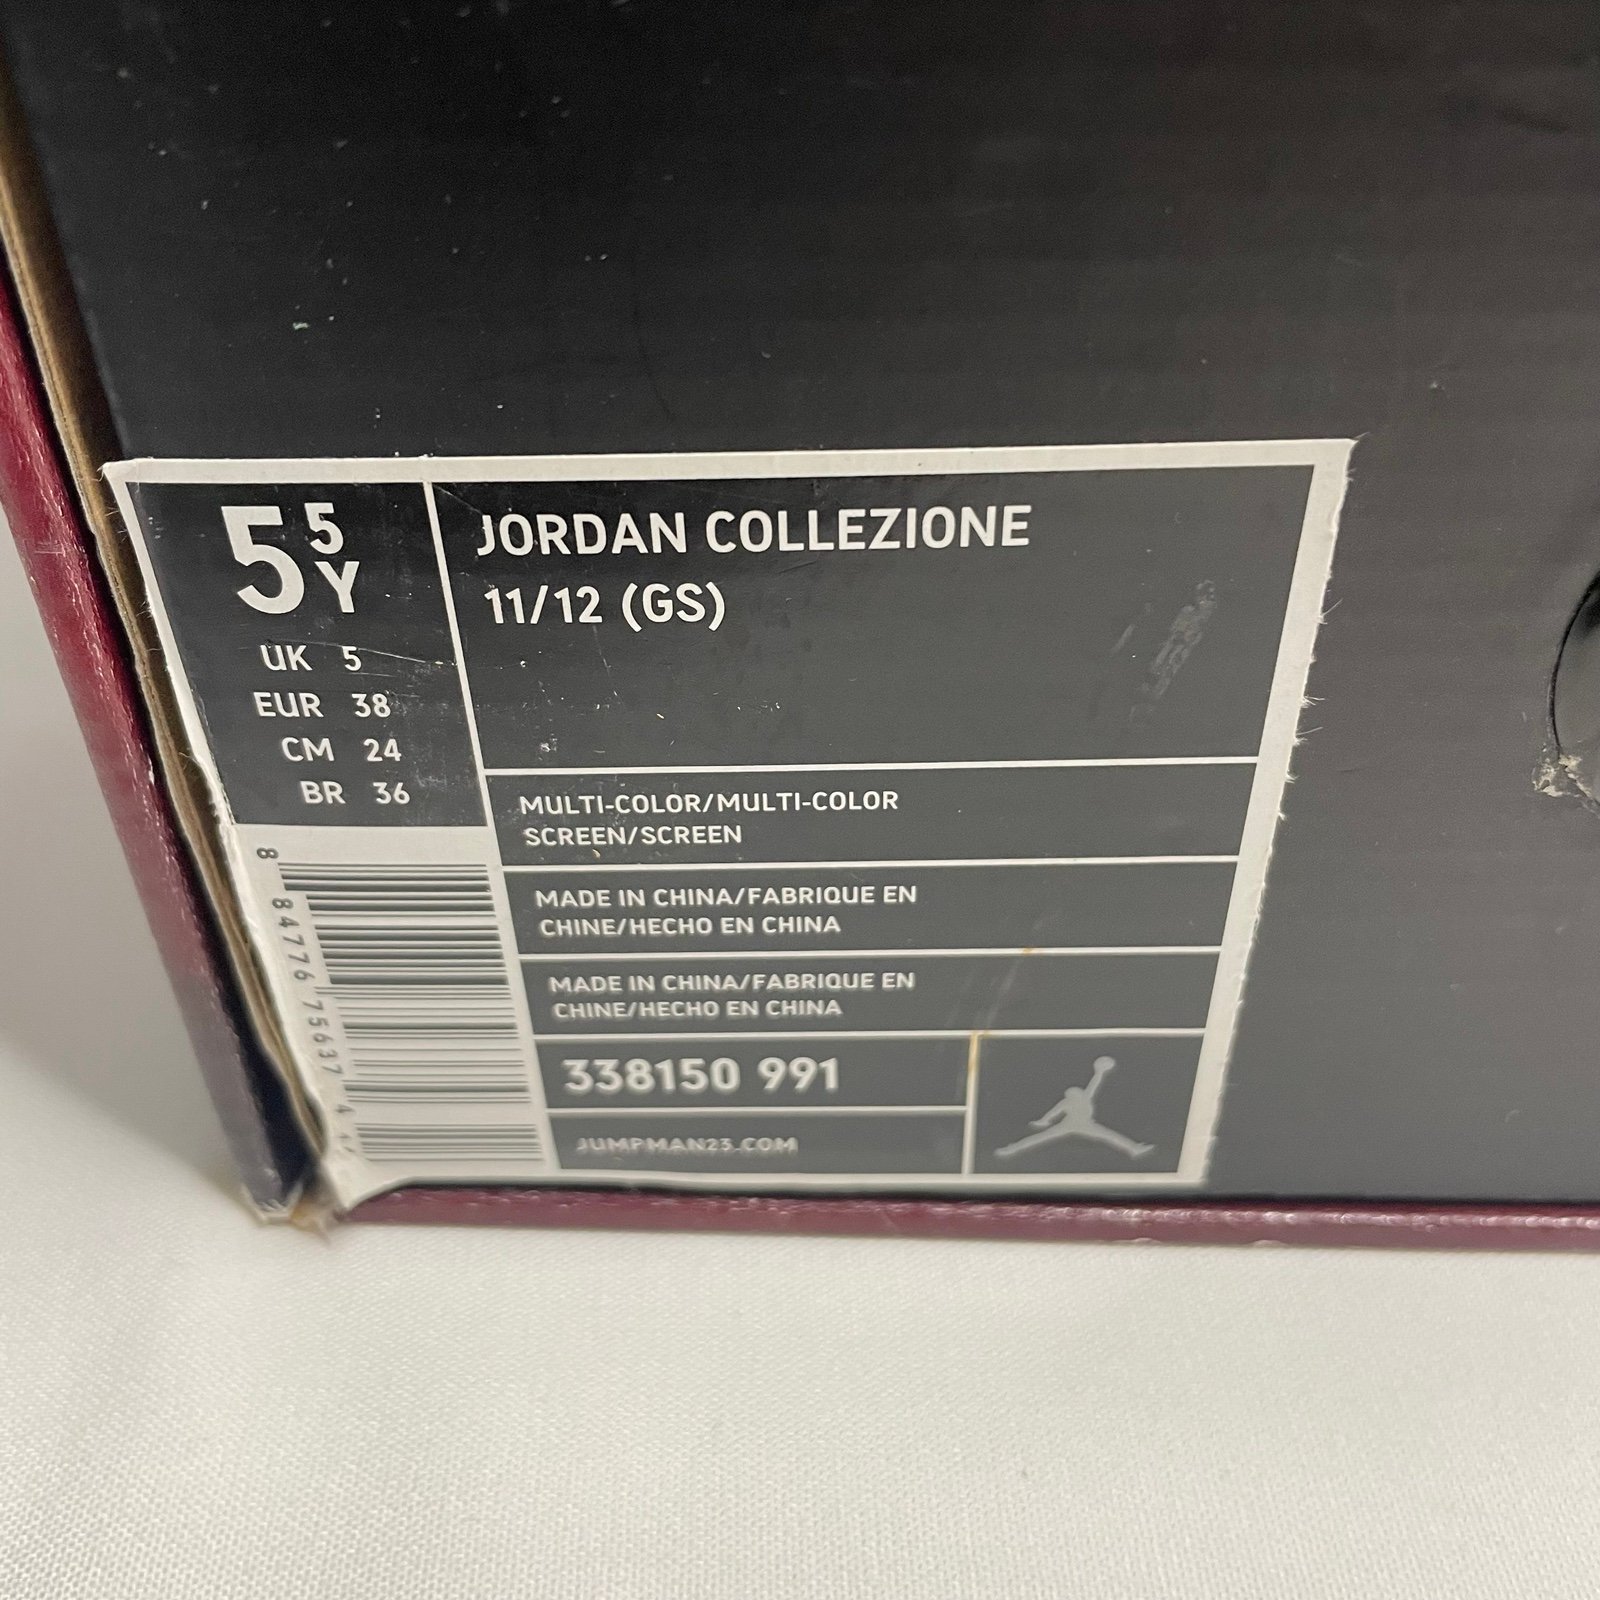 5 5
Y
UK 5
EUR 38
CM 24
BR 36
JORDAN COLLEZIONE
11/12 (GS)
MULTI-COLOR/MULTI-COLOR
SCREEN/SCREEN
MADE IN CHINA/FABRIQUE EN
CHINE/HECHO EN CHINA
MADE IN CHINA/FABRIQUE EN
CHINE/HECHO EN CHINA
338150 991
JUMPMAN23.COM
8 84776 75637 4